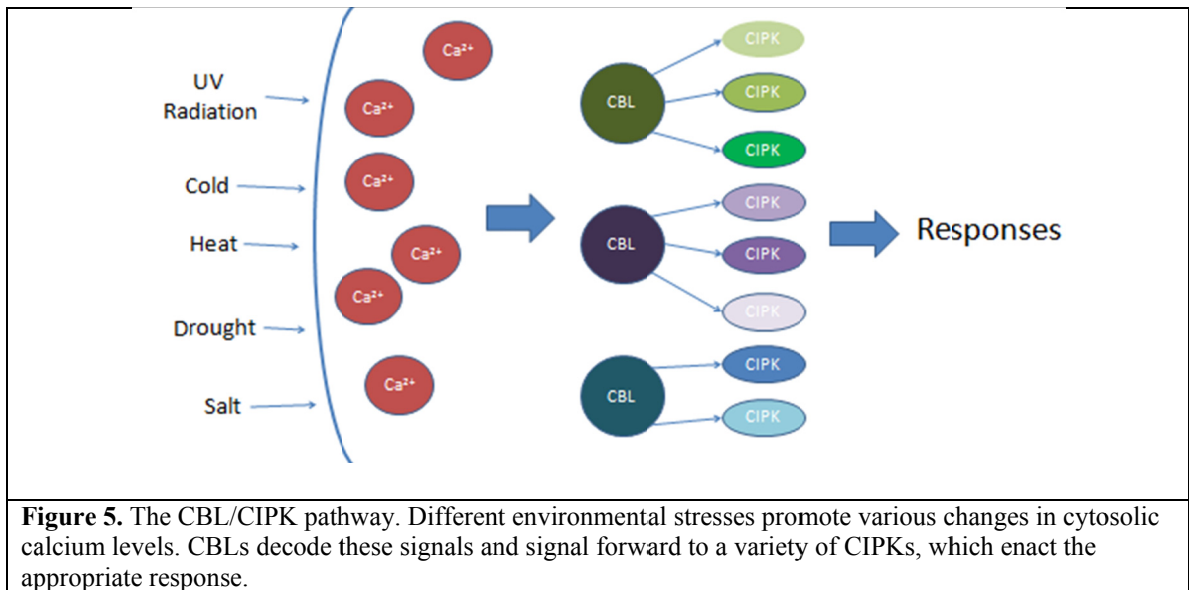 UV
Radiation
Cold
Heat
Drought
Salt
Ca²⁺
Ca²⁺
Ca²⁺
Ca²⁺
Ca²⁺
Ca²⁺
CBL
CIPK
CIPK
CIPK
CBL
CIPK
CIPK
CIPK
CBL
CIPK
CIPK
Responses
Figure 5. The CBL/CIPK pathway. Different environmental stresses promote various changes in cytosolic
calcium levels. CBLs decode these signals and signal forward to a variety of CIPKs, which enact the
appropriate response.